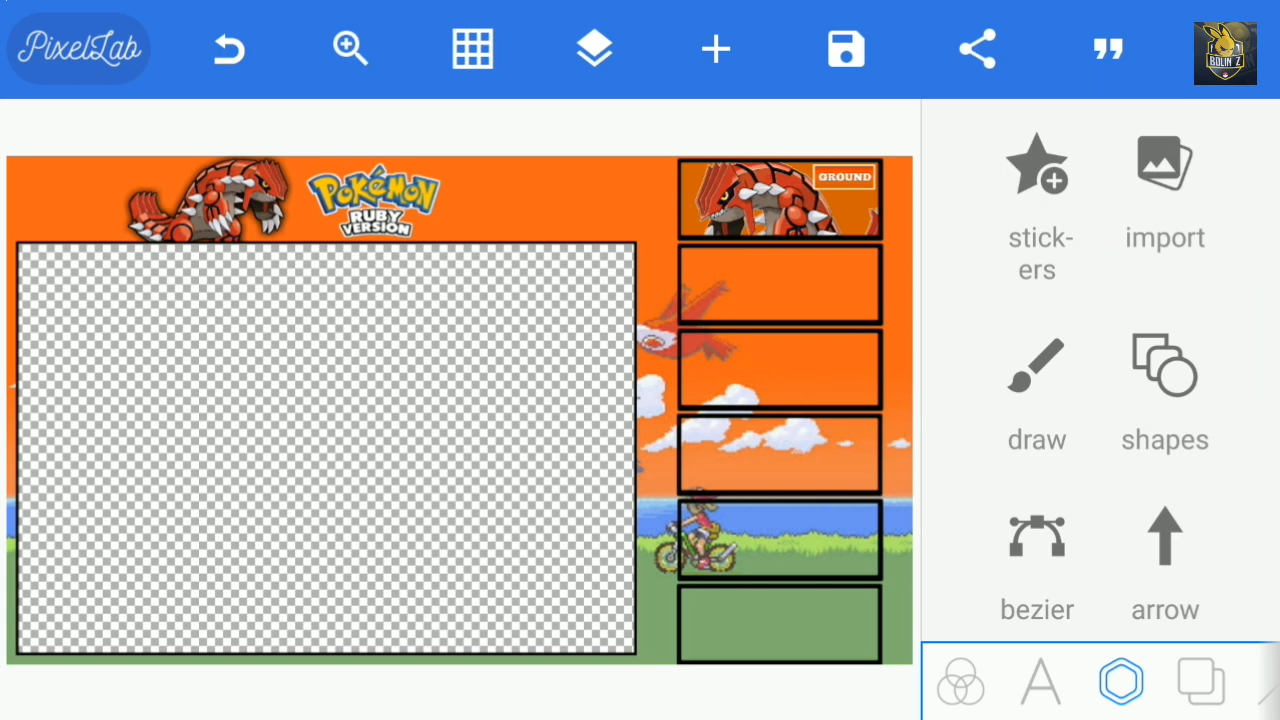 PixelLab
BOLIN Z
POKéMON
RUBY
VERSION
GROUND
stick-
ers
import
draw
shapes
bezier
arrow